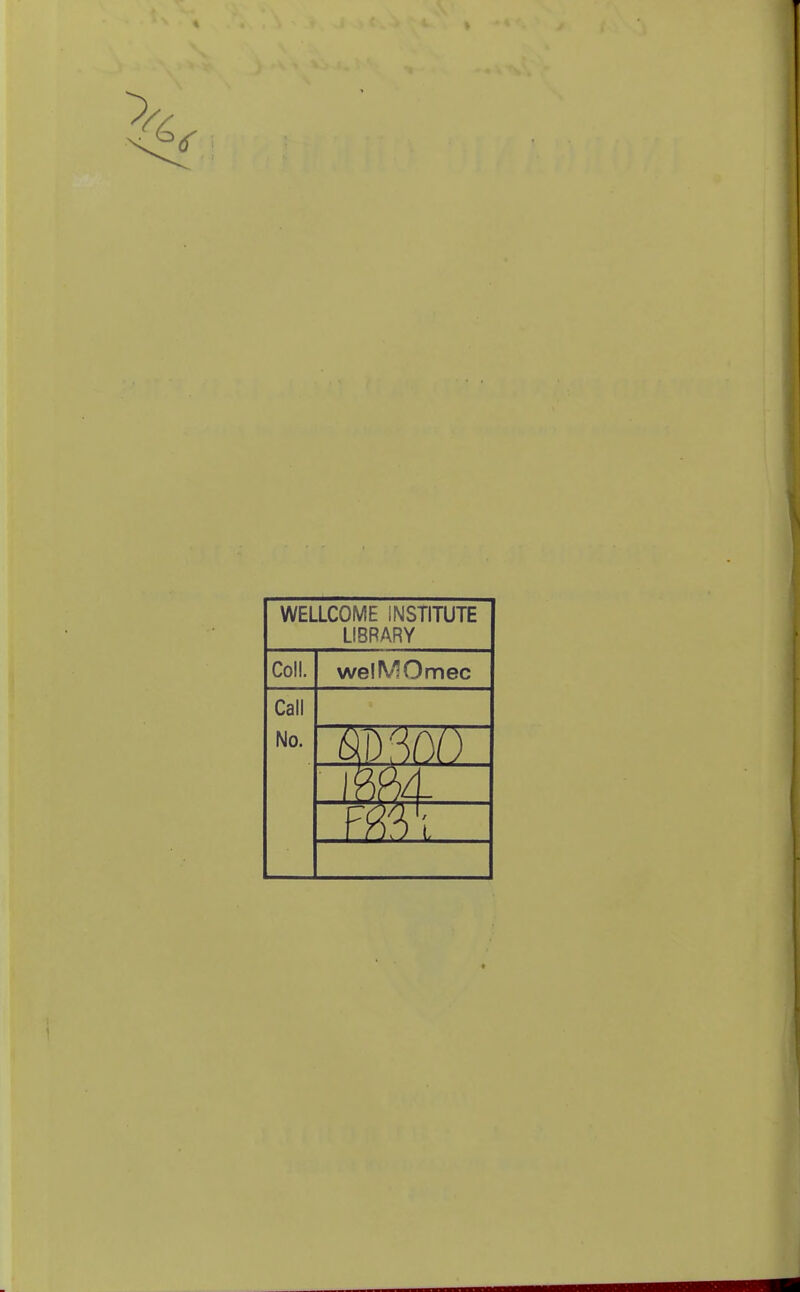 WELLCOME INSTITUTE
LIBRARY
Coll. welMOmec
Call
No. QD300
1884
F83i